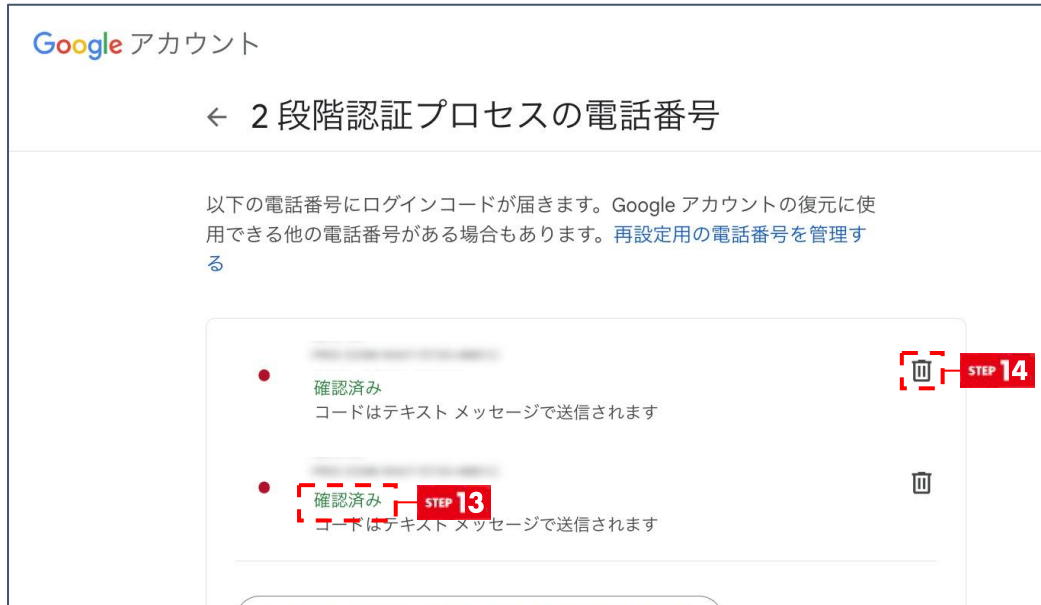 Google アカウント
← 2 段階認証プロセスの電話番号
以下の電話番号にログインコードが届きます。Google アカウントの復元に使
用できる他の電話番号がある場合もあります。再設定用の電話番号を管理す
る
確認済み
STEP 14
コードはテキスト メッセージで送信されます
確認済み
STEP 13
コードはテキスト メッセージで送信されます